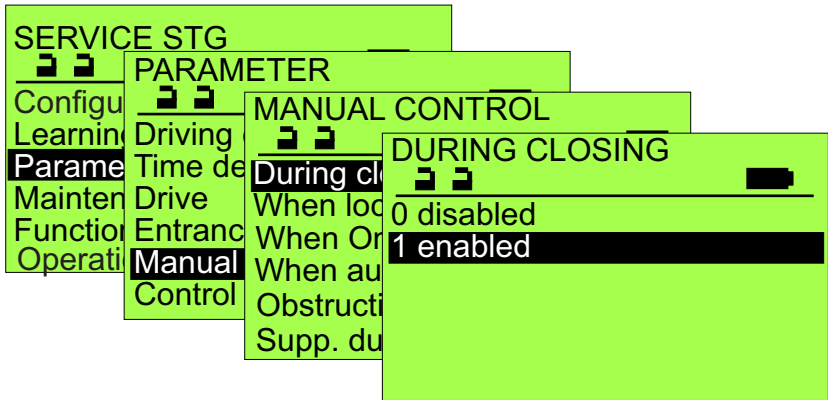 SERVICE STG
Configu
Learnin
Parame
Mainten
Function
Operati
PARAMETER
Driving
Time de
Drive
Entranc
Manual
Control
MANUAL CONTROL
During cl
When loc
When Or
When au
Obstructi
Supp. du
DURING CLOSING
0 disabled
1 enabled